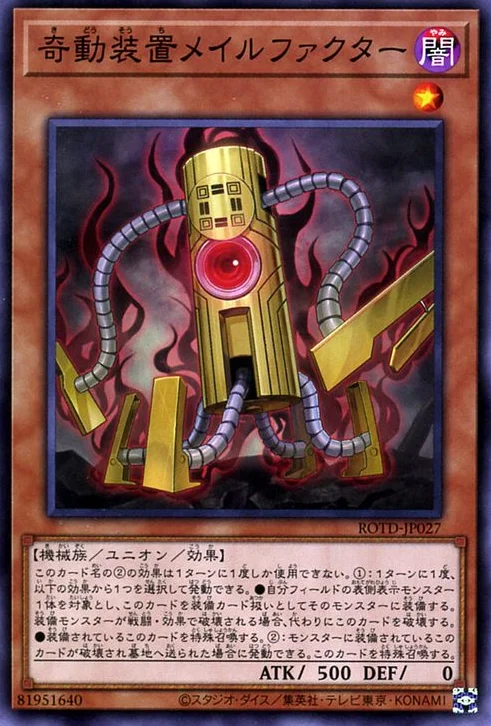 奇動装置メイルファクター
闇
ROTD-JP027
【機械族／ユニオン／効果】
このカード名の②の効果は1ターンに1度しか使用できない。①：1ターンに1度、
以下の効果から1つを選択して発動できる。●自分フィールドの表側表示モンスター
1体を対象とし、このカードを装備カード扱いとしてそのモンスターに装備する。
装備モンスターが戦闘・効果で破壊される場合、代わりにこのカードを破壊する。
●装備されているこのカードを特殊召喚する。②：モンスターに装備されているこの
カードが破壊され墓地へ送られた場合に発動できる。このカードを特殊召喚する。
ATK/ 500 DEF/ 0
81951640
©スタジオ・ダイス／集英社・テレビ東京・KONAMI